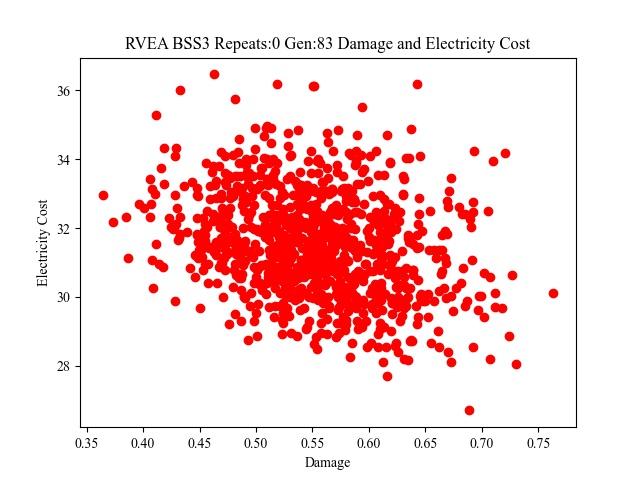 RVEA BSS3 Repeats:0 Gen:83 Damage and Electricity Cost
36
34
32
30
28
Electricity Cost
0.35 0.40 0.45 0.50 0.55 0.60 0.65 0.70 0.75
Damage